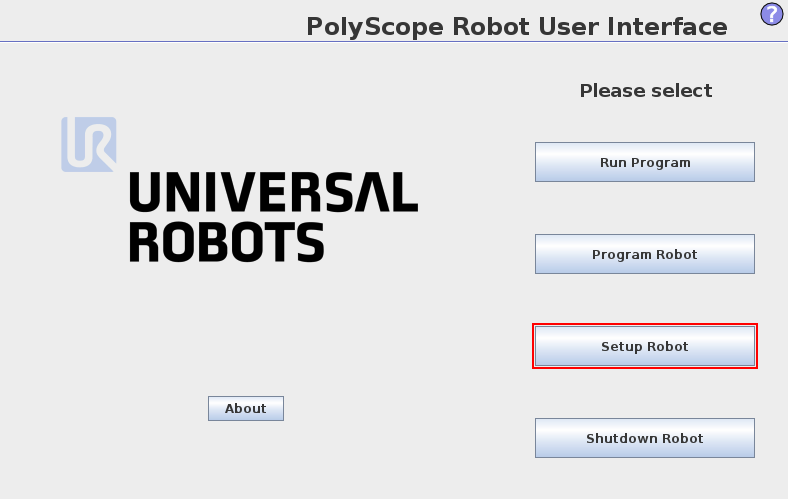 PolyScope Robot User Interface
?
Please select
UR
UNIVERSAL
ROBOTS
Run Program
Program Robot
Setup Robot
About
Shutdown Robot